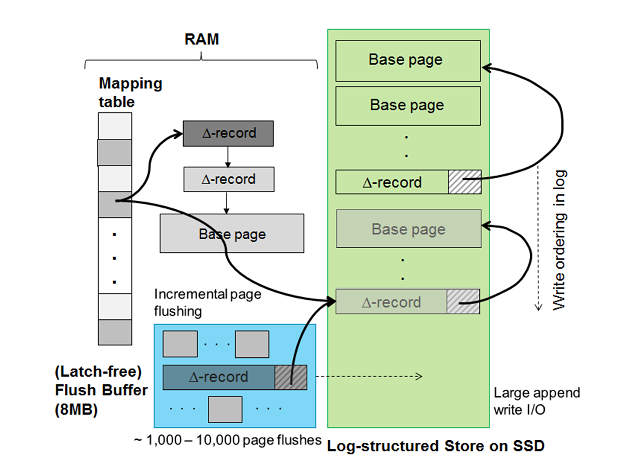 RAM
Mapping
table
Δ-record
Δ-record
Base page
Base page
Base page
Δ-record
Base page
Δ-record
Write ordering in log
Incremental page
flushing
(Latch-free)
Flush Buffer
(8MB)
Δ-record
Large append
write I/O
~ 1,000 – 10,000 page flushes
Log-structured Store on SSD